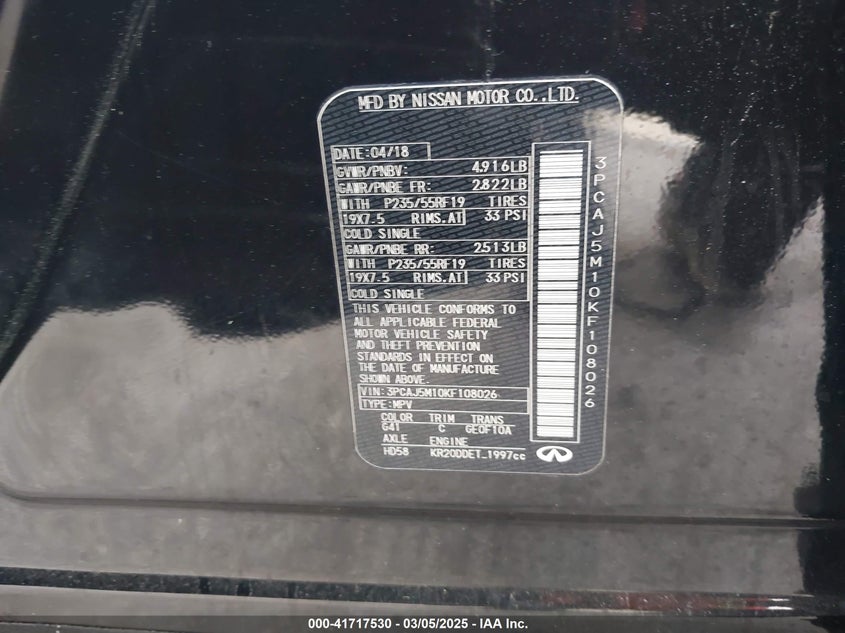 MFD BY NISSAN MOTOR CO.,LTD.
DATE:04/18
GVWR/PNBV: 4,916LB
GAWR/PNBE FR: 2,822LB
WITH P235/55RF19 TIRES
19X7.5 RIMS.AT 33 PSI
COLD SINGLE
GAWR/PNBE RR: 2513LB
WITH P235/55RF19 TIRES
19X7.5 RIMS.AT 33 PSI
COLD SINGLE
THIS VEHICLE CONFORMS TO
ALL APPLICABLE FEDERAL
MOTOR VEHICLE SAFETY
AND THEFT PREVENTION
STANDARDS IN EFFECT ON
THE DATE OF MANUFACTURE
SHOWN ABOVE.
VIN: 3PCAJ5M10KF108026
TYPE: MPV
COLOR TRIM TRANS
G41 C GE0F10A
AXLE ENGINE
HD58 KR20DDET_1997cc
3PCAJ5M10KF108026
000-41717530 - 03/05/2025 - IAA Inc.